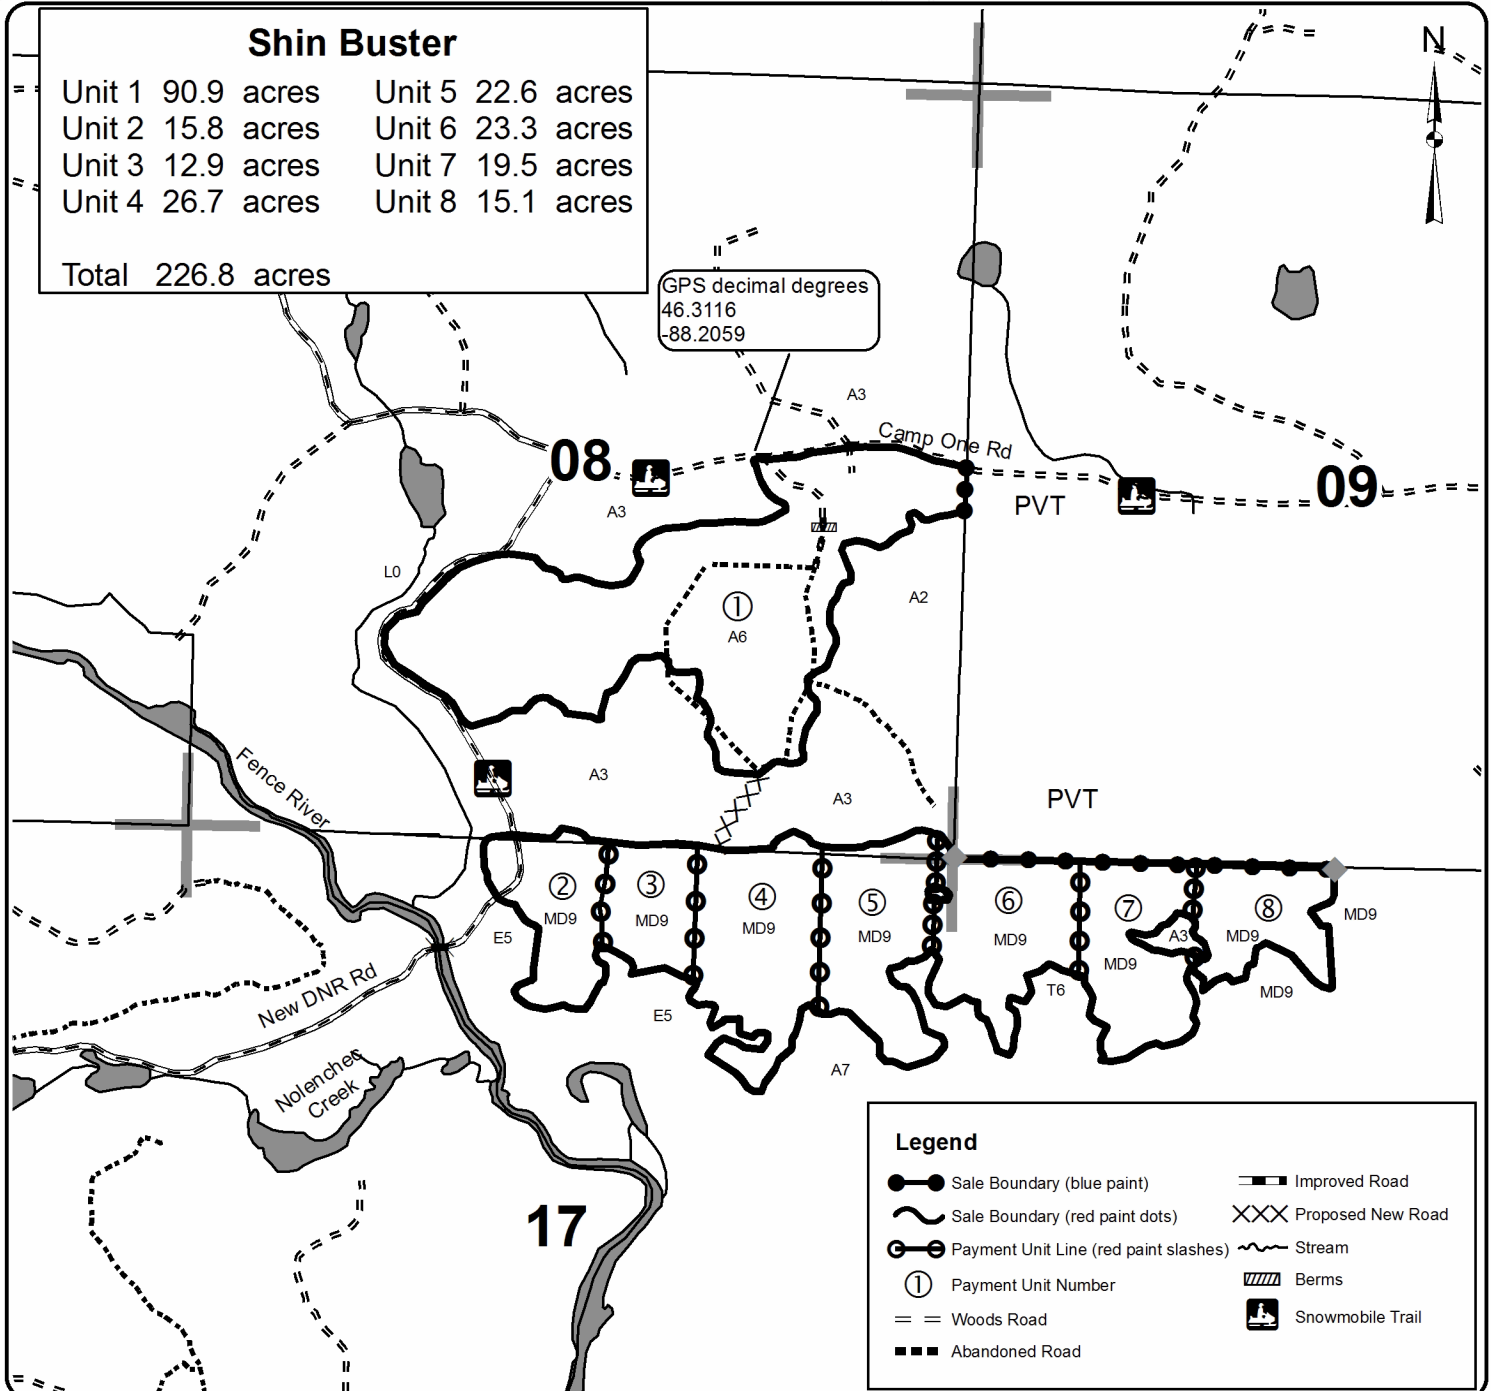 Shin Buster
Unit 1 90.9 acres Unit 5 22.6 acres
Unit 2 15.8 acres Unit 6 23.3 acres
Unit 3 12.9 acres Unit 7 19.5 acres
Unit 4 26.7 acres Unit 8 15.1 acres
Total 226.8 acres
N
GPS decimal degrees
46.3116
-88.2059
A3
Camp One Rd
08
09
PVT
A3
L0
A2
1
A6
Fence River
A3
A3
PVT
2
MD9
3
MD9
4
MD9
5
MD9
6
MD9
7
MD9
8
MD9
A3
MD9
MD9
E5
E5
T6
A7
New DNR Rd
Nolenchec
Creek
17
Legend
Sale Boundary (blue paint)
Sale Boundary (red paint dots)
Payment Unit Line (red paint slashes)
1 Payment Unit Number
Woods Road
Abandoned Road
Improved Road
Proposed New Road
Stream
Berms
Snowmobile Trail